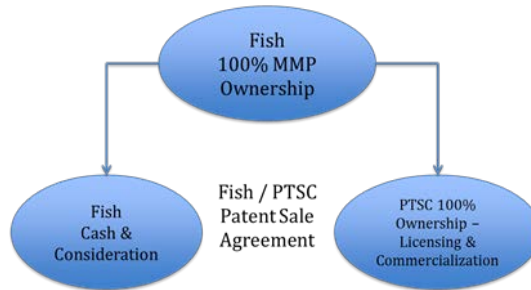 Fish
100% MMP
Ownership
Fish
Cash &
Consideration
Fish / PTSC
Patent Sale
Agreement
PTSC 100%
Ownership –
Licensing &
Commercialization